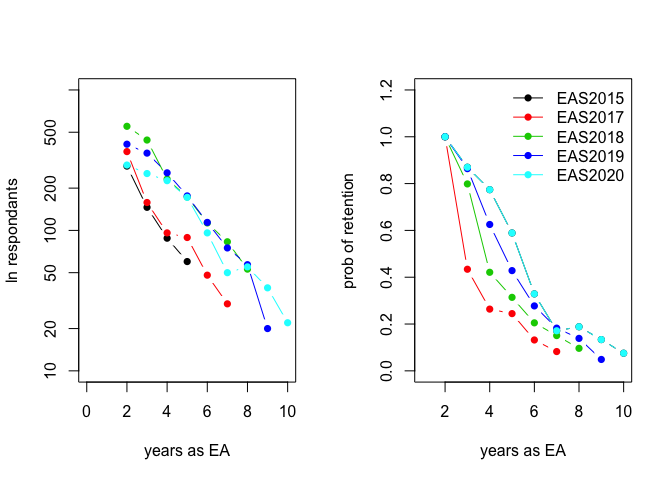 ln respondants
10
20
50
100
200
500
0
2
4
6
8
10
years as EA
prob of retention
0.0
0.2
0.4
0.6
0.8
1.0
1.2
2
4
6
8
10
years as EA
EAS2015
EAS2017
EAS2018
EAS2019
EAS2020